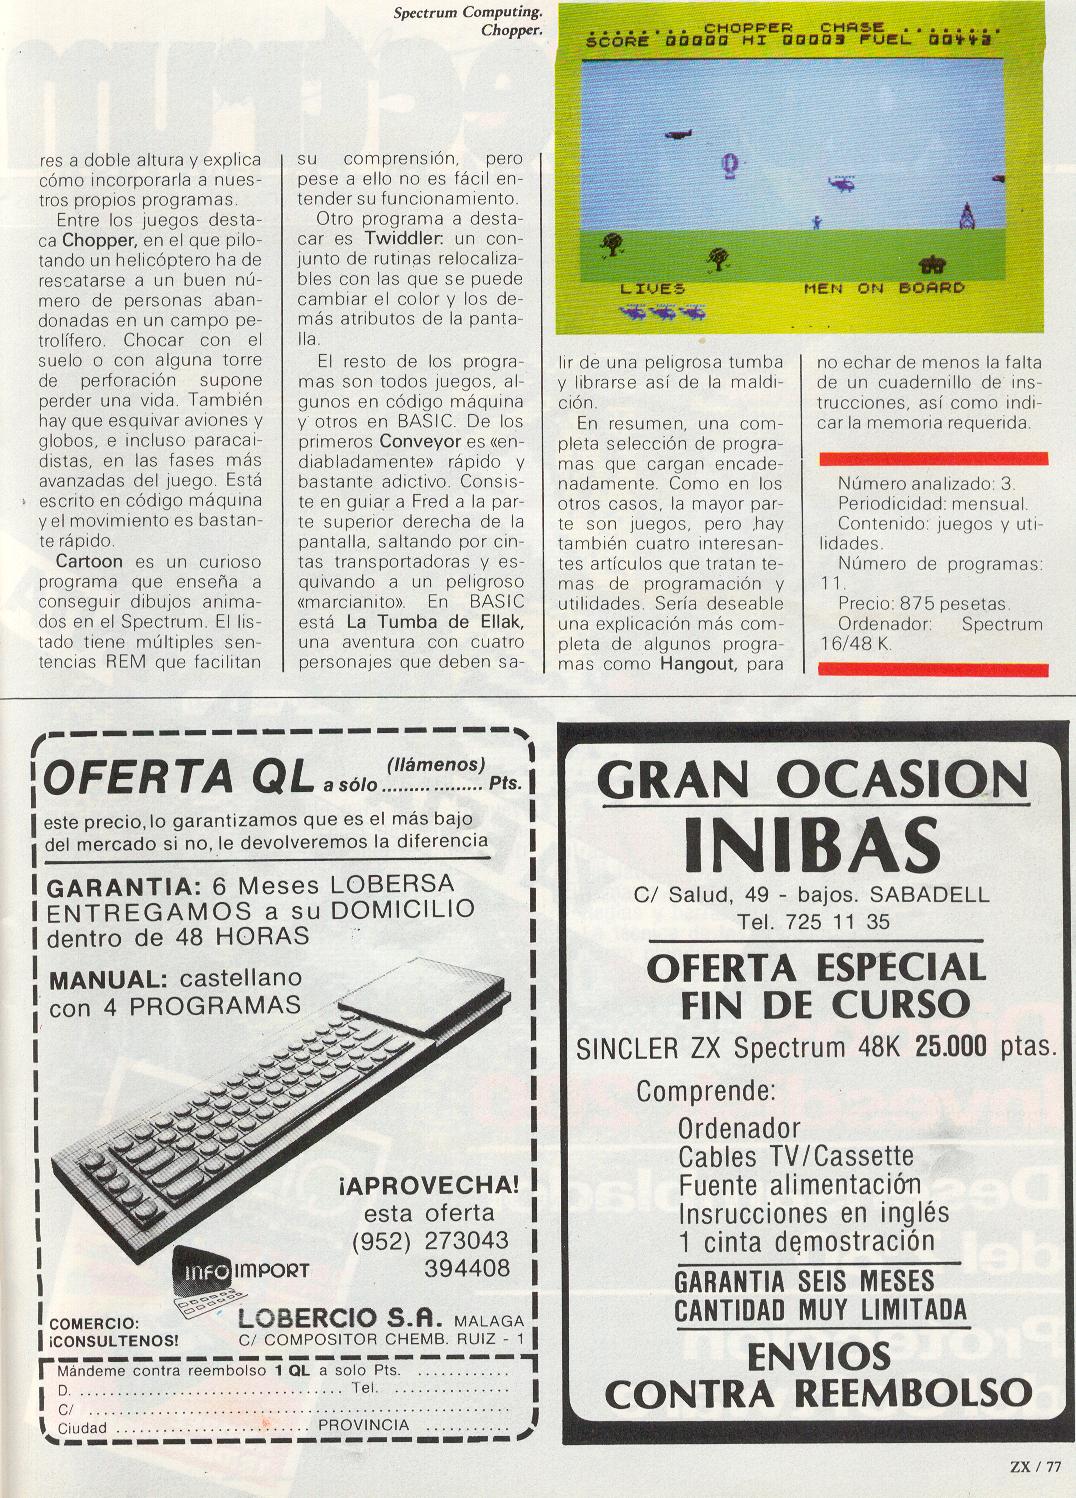 Spectrum Computing.
Chopper.
........ CHOPPER CHASE ........
SCORE 00000 HI 00003 FUEL 00443
LIVES
MEN ON BOARD
res a doble altura y explica
cómo incorporarla a nues-
tros propios programas.
Entre los juegos desta-
ca Chopper, en el que pilo-
tando un helicóptero ha de
rescatarse a un buen nú-
mero de personas aban-
donadas en un campo pe-
trolífero. Chocar con el
suelo o con alguna torre
de perforación supone
perder una vida. También
hay que esquivar aviones y
globos, e incluso paracai-
distas, en las fases más
avanzadas del juego. Está
escrito en código máquina
y el movimiento es bastan-
te rápido.
Cartoon es un curioso
programa que enseña a
conseguir dibujos anima-
dos en el Spectrum. El lis-
tado tiene múltiples sen-
tencias REM que facilitan
su comprensión, pero
pese a ello no es fácil en-
tender su funcionamiento.
Otro programa a desta-
car es Twiddler: un con-
junto de rutinas relocaliza-
bles con las que se puede
cambiar el color y los de-
más atributos de la panta-
lla.
El resto de los progra-
mas son todos juegos, al-
gunos en código máquina
y otros en BASIC. De los
primeros Conveyor es «en-
diabladamente» rápido y
bastante adictivo. Consis-
te en guiar a Fred a la par-
te superior derecha de la
pantalla, saltando por cin-
tas transportadoras y es-
quivando a un peligroso
«marcianito». En BASIC
está La Tumba de Ellak,
una aventura con cuatro
personajes que deben sa-
lir de una peligrosa tumba
y librarse así de la maldi-
ción.
En resumen, una com-
pleta selección de progra-
mas que cargan encade-
nadamente. Como en los
otros casos, la mayor par-
te son juegos, pero hay
también cuatro interesan-
tes artículos que tratan te-
mas de programación y
utilidades. Sería deseable
una explicación más com-
pleta de algunos progra-
mas como Hangout, para
no echar de menos la falta
de un cuadernillo de ins-
trucciones, así como indi-
car la memoria requerida.
Número analizado: 3.
Periodicidad: mensual.
Contenido: juegos y uti-
lidades.
Número de programas:
11.
Precio: 875 pesetas.
Ordenador: Spectrum
16/48 K.
OFERTA QL a sólo (llámenos) Pts.
este precio, lo garantizamos que es el más bajo
del mercado si no, le devolveremos la diferencia
GARANTIA: 6 Meses LOBERSA
ENTREGAMOS a su DOMICILIO
dentro de 48 HORAS
MANUAL: castellano
con 4 PROGRAMAS
¡APROVECHA!
esta oferta
(952) 273043
394408
INFO IMPORT
COMERCIO:
¡CONSULTENOS!
LOBERCIO S.A. MALAGA
C/ COMPOSITOR CHEMB. RUIZ - 1
Mándeme contra reembolso 1 QL a solo Pts. ............
D. .................................... Tel. ................
C/ ..........................................................
Ciudad ............................ PROVINCIA ............
GRAN OCASION
INIBAS
C/ Salud, 49 - bajos. SABADELL
Tel. 725 11 35
OFERTA ESPECIAL
FIN DE CURSO
SINCLER ZX Spectrum 48K 25.000 ptas.
Comprende:
Ordenador
Cables TV/Cassette
Fuente alimentación
Insrucciones en inglés
1 cinta demostración
GARANTIA SEIS MESES
CANTIDAD MUY LIMITADA
ENVIOS
CONTRA REEMBOLSO
ZX / 77